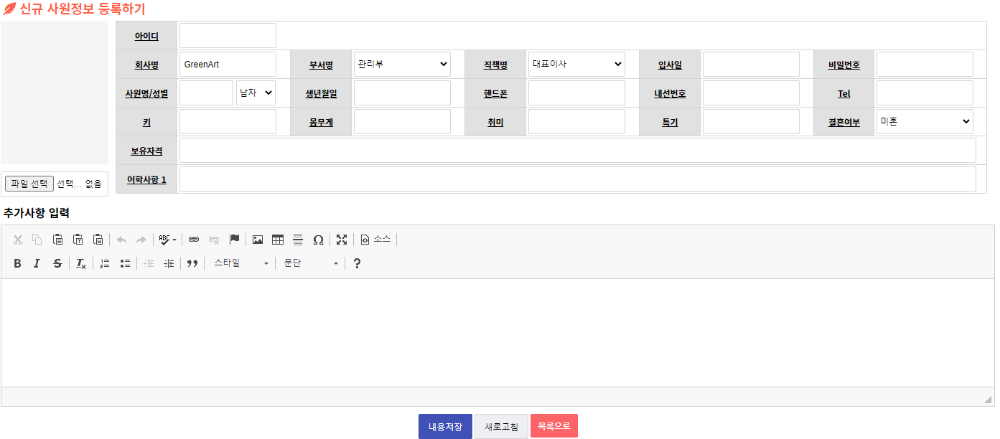 신규 사원정보 등록하기
아이디
회사명 GreenArt 부서명 관리부 직책명 대표이사 입사일 비밀번호
사원명/성별 남자 생년월일 핸드폰 내선번호 Tel
키 몸무게 취미 특기 결혼여부 미혼
보유자격
파일 선택 선택... 없음 어학사항 1
추가사항 입력
ABC Ω 소스
B I S Tx 스타일 문단 ?
내용저장 새로고침 목록으로